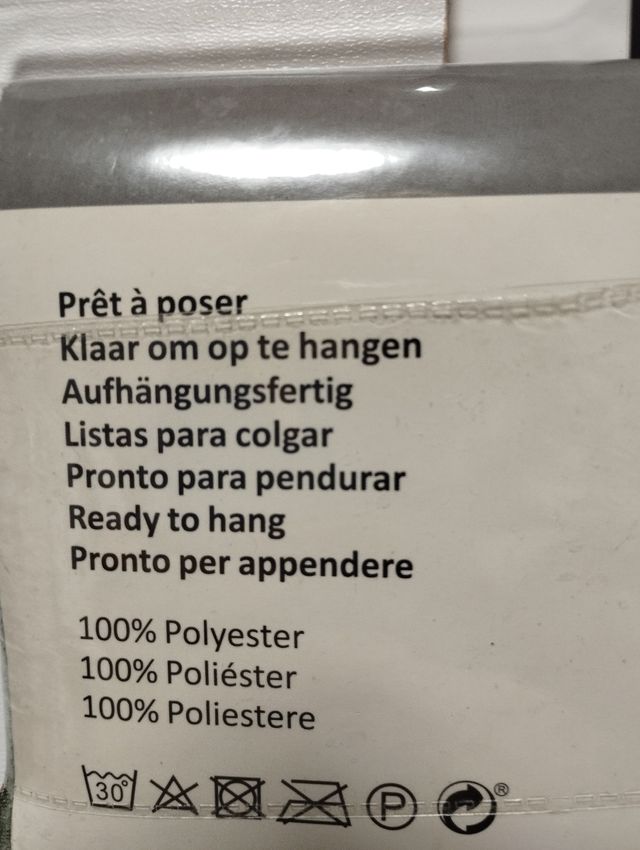 Prêt à poser
Klaar om op te hangen
Aufhängungsfertig
Listas para colgar
Pronto para pendurar
Ready to hang
Pronto per appendere
100% Polyester
100% Poliéster
100% Poliestere
30° P ®